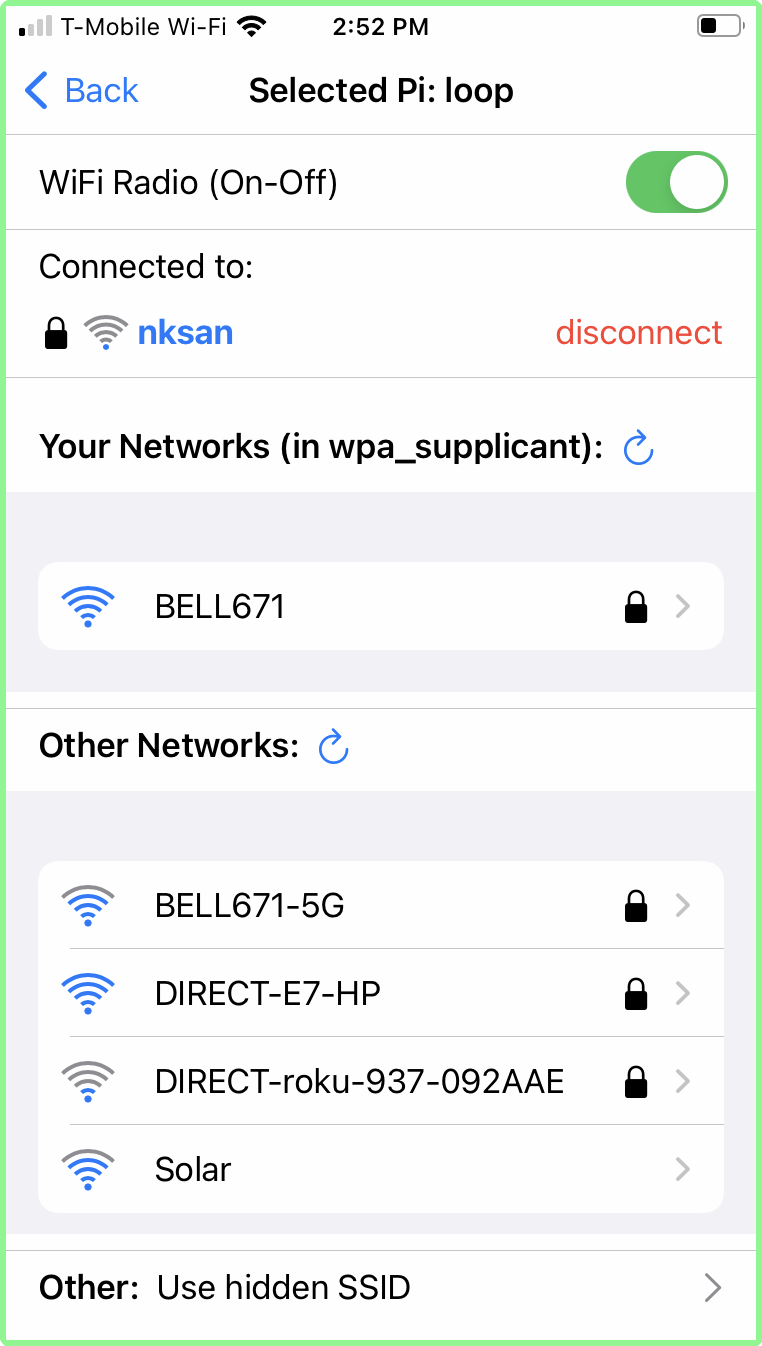 T-Mobile Wi-Fi 2:52 PM
Back Selected Pi: loop
WiFi Radio (On-Off)
Connected to:
nksan disconnect
Your Networks (in wpa_supplicant):
BELL671
Other Networks:
BELL671-5G
DIRECT-E7-HP
DIRECT-roku-937-092AAE
Solar
Other: Use hidden SSID